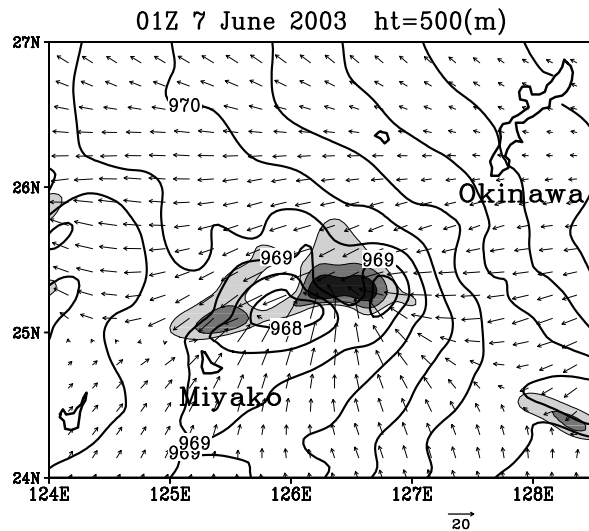 01Z 7 June 2003 ht=500(m)
27N
970
26N
Okinawa
969 969
25N
968
Miyako
969
969
24N
124E 125E 126E 127E 128E
20